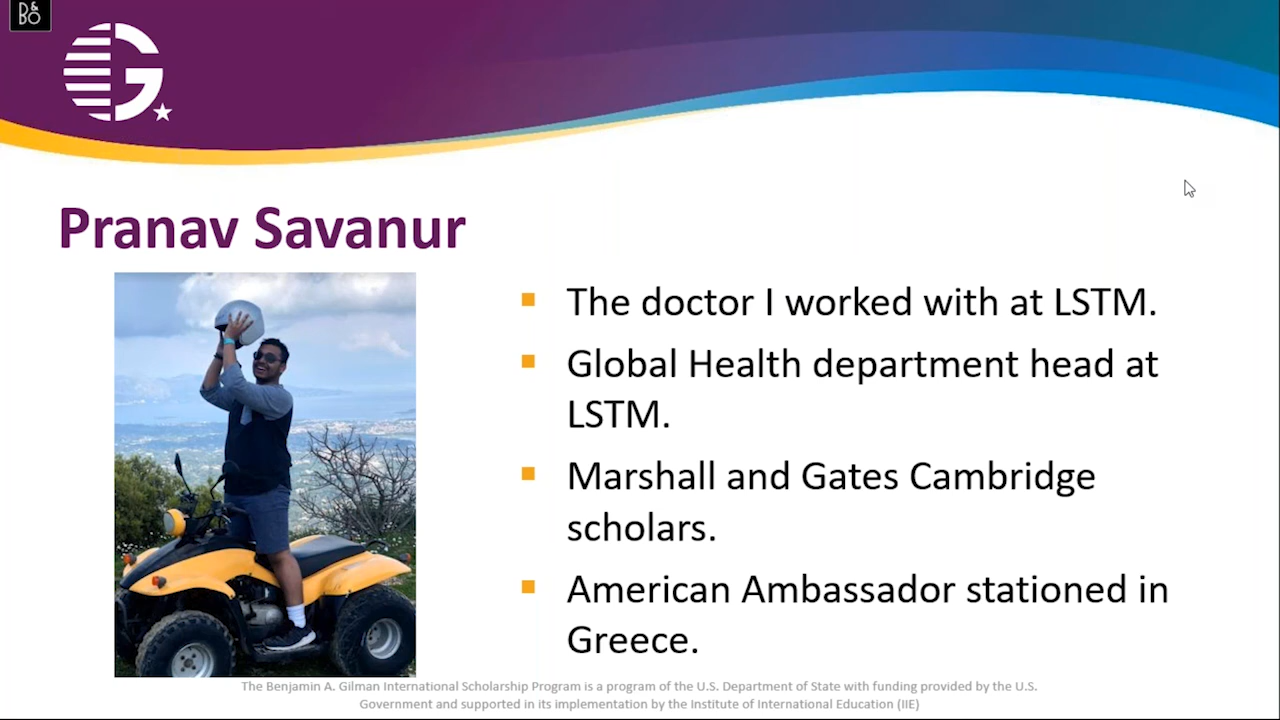 B&O
G
Pranav Savanur
The doctor I worked with at LSTM.
Global Health department head at
LSTM.
Marshall and Gates Cambridge
scholars.
American Ambassador stationed in
Greece.
The Benjamin A. Gilman International Scholarship Program is a program of the U.S. Department of State with funding provided by the U.S.
Government and supported in its implementation by the Institute of International Education (IIE)